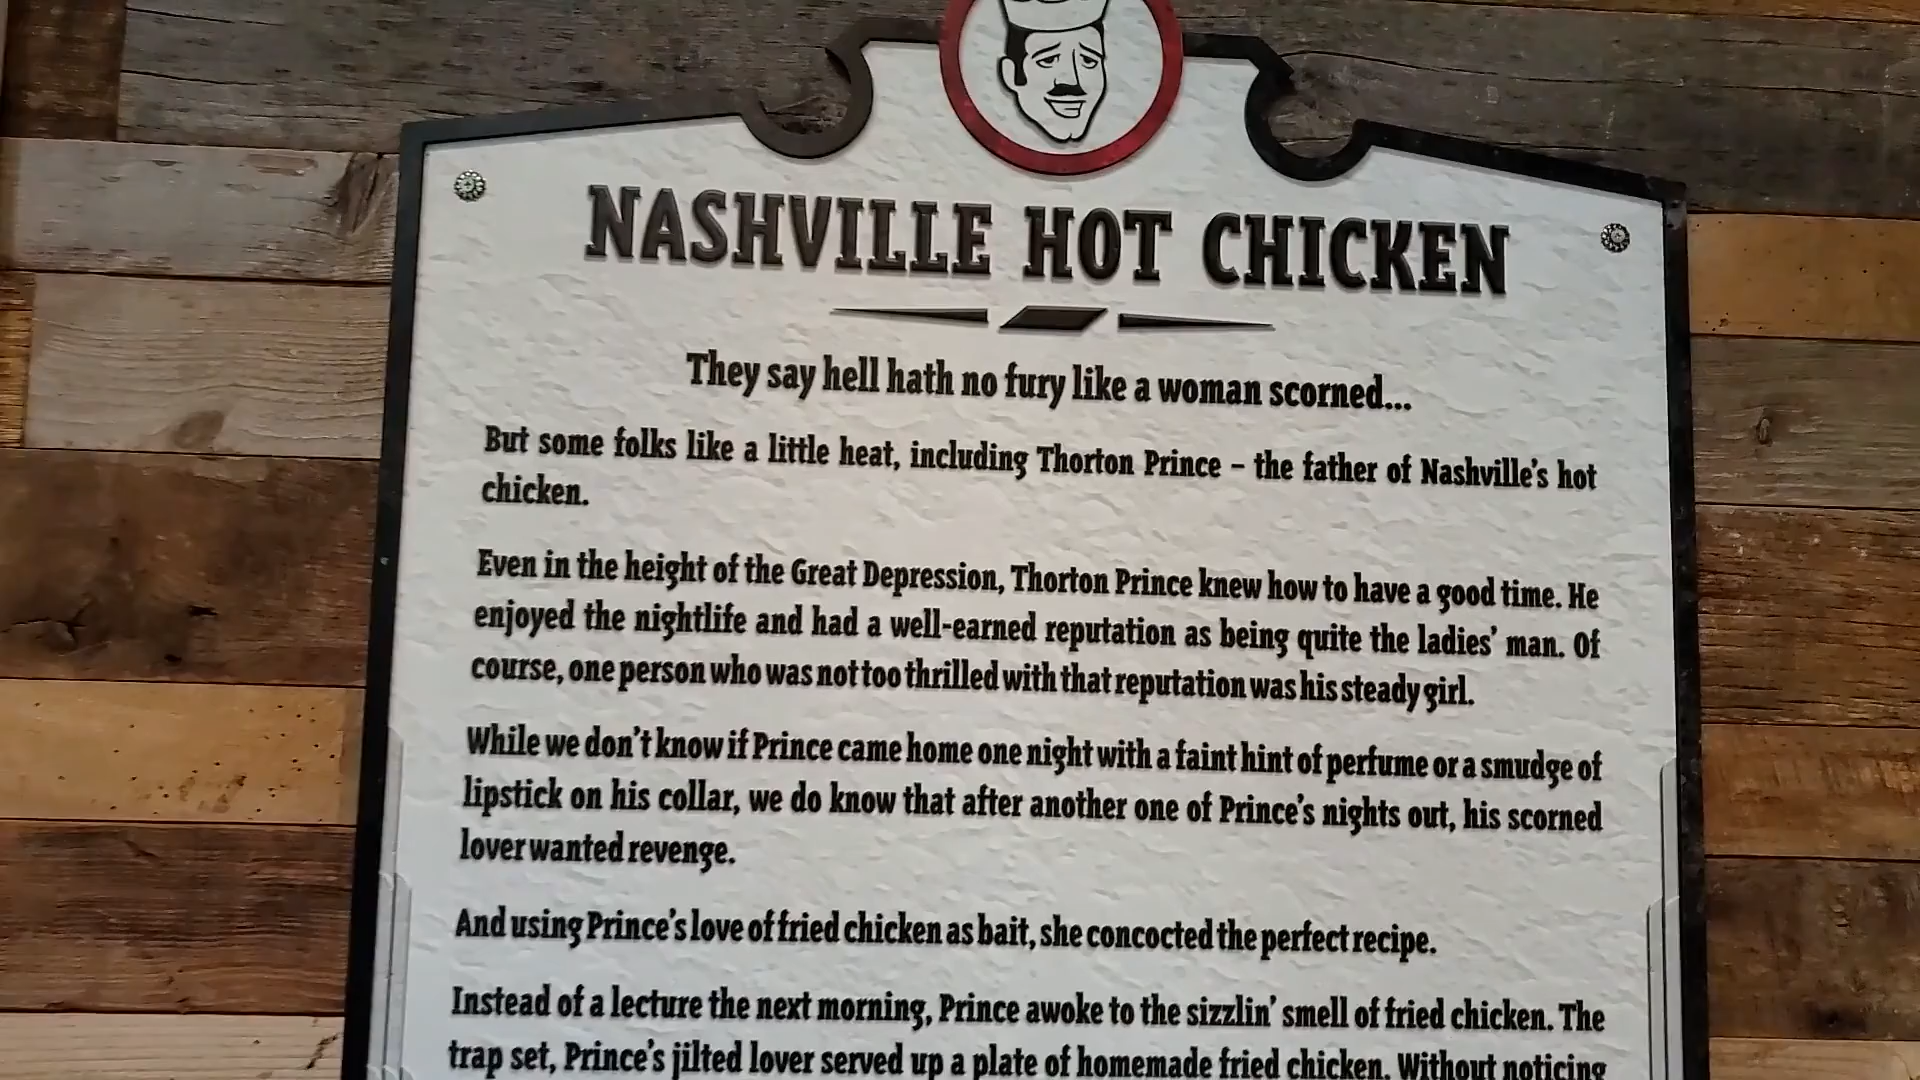 NASHVILLE HOT CHICKEN
They say hell hath no fury like a woman scorned...
But some folks like a little heat, including Thorton Prince – the father of Nashville's hot
chicken.
Even in the height of the Great Depression, Thorton Prince knew how to have a good time. He
enjoyed the nightlife and had a well-earned reputation as being quite the ladies' man. Of
course, one person who was not too thrilled with that reputation was his steady girl.
While we don't know if Prince came home one night with a faint hint of perfume or a smudge of
lipstick on his collar, we do know that after another one of Prince's nights out, his scorned
lover wanted revenge.
And using Prince's love of fried chicken as bait, she concocted the perfect recipe.
Instead of a lecture the next morning, Prince awoke to the sizzlin' smell of fried chicken. The
trap set, Prince's jilted lover served up a plate of homemade fried chicken. Without noticing